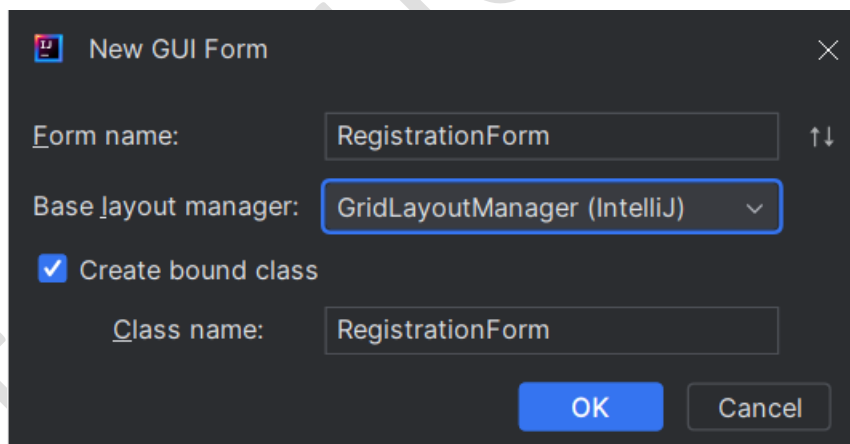 New GUI Form
Form name: RegistrationForm
Base layout manager: GridLayoutManager (IntelliJ)
Create bound class
Class name: RegistrationForm
OK Cancel